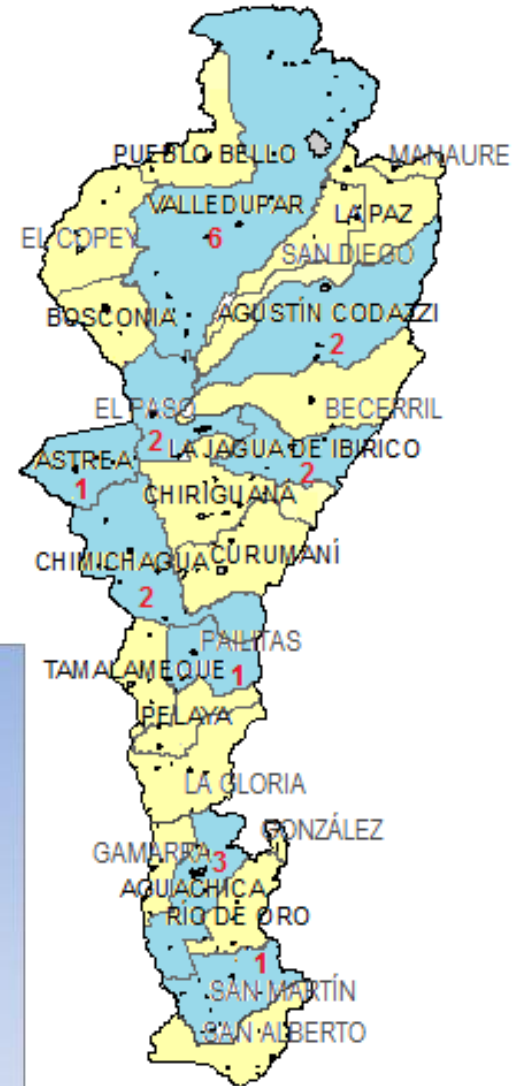 PUEBLO BELLO
MANAURE
VALLEDUPAR
LA PAZ
EL COPEY
6
SAN DIEGO
BOSCONIA
AGUSTÍN CODAZZI
2
EL PASO
BECERRIL
2
LA JAGUA DE IBIRICO
ASTREA
2
1
CHIRIGUANÁ
CHIMICHAGUA
CURUMANÍ
2
PAILITAS
TAMALAMEQUE
1
PELAYA
LA GLORIA
GONZÁLEZ
GAMARRA
3
AGUACHICA
RÍO DE ORO
1
SAN MARTÍN
SAN ALBERTO